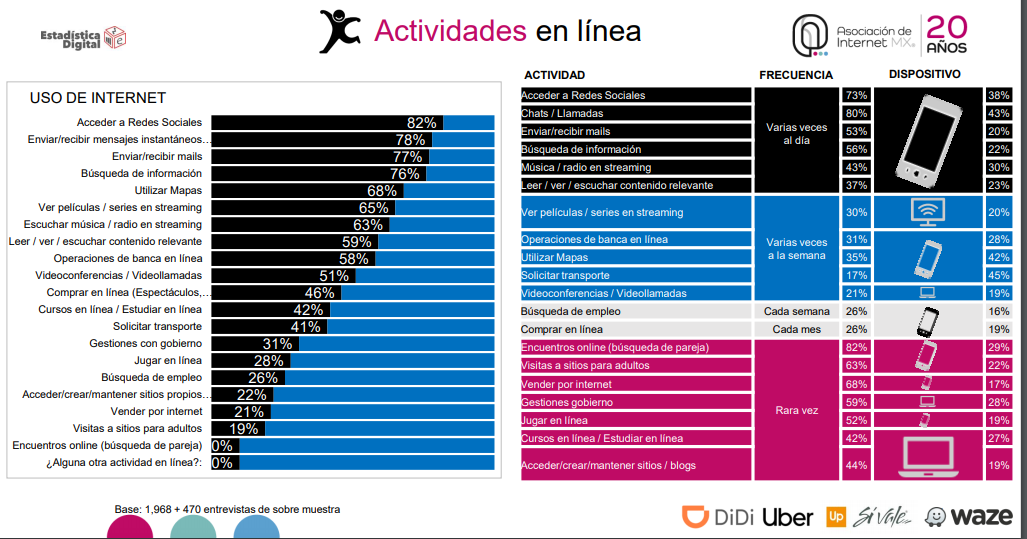 Estadística
Digital
Actividades en línea
Asociación de
Internet MX®
20
AÑOS
USO DE INTERNET
Acceder a Redes Sociales 82%
Enviar/recibir mensajes instantáneos… 78%
Enviar/recibir mails 77%
Búsqueda de información 76%
Utilizar Mapas 68%
Ver películas / series en streaming 65%
Escuchar música / radio en streaming 63%
Leer / ver / escuchar contenido relevante 59%
Operaciones de banca en línea 58%
Videoconferencias / Videollamadas 51%
Comprar en línea (Espectáculos,… 46%
Cursos en línea / Estudiar en línea 42%
Solicitar transporte 41%
Gestiones con gobierno 31%
Jugar en línea 28%
Búsqueda de empleo 26%
Acceder/crear/mantener sitios propios… 22%
Vender por internet 21%
Visitas a sitios para adultos 19%
Encuentros online (búsqueda de pareja) 0%
¿Alguna otra actividad en línea?: 0%
ACTIVIDAD FRECUENCIA DISPOSITIVO
Acceder a Redes Sociales 73% 38%
Chats / Llamadas 80% 43%
Enviar/recibir mails 53% 20%
Varias veces
al día
Búsqueda de información 56% 22%
Música / radio en streaming 43% 30%
Leer / ver / escuchar contenido relevante 37% 23%
Ver películas / series en streaming 30% 20%
Operaciones de banca en línea 31% 28%
Varias veces
a la semana
Utilizar Mapas 35% 42%
Solicitar transporte 17% 45%
Videoconferencias / Videollamadas 21% 19%
Búsqueda de empleo Cada semana 26% 16%
Comprar en línea Cada mes 26% 19%
Encuentros online (búsqueda de pareja) 82% 29%
Visitas a sitios para adultos 63% 22%
Vender por internet 68% 17%
Gestiones gobierno 59% 28%
Rara vez
Jugar en línea 52% 19%
Cursos en línea / Estudiar en línea 42% 27%
Acceder/crear/mantener sitios / blogs 44% 19%
Base: 1,968 + 470 entrevistas de sobre muestra
DiDi Uber Up Sí Vale waze